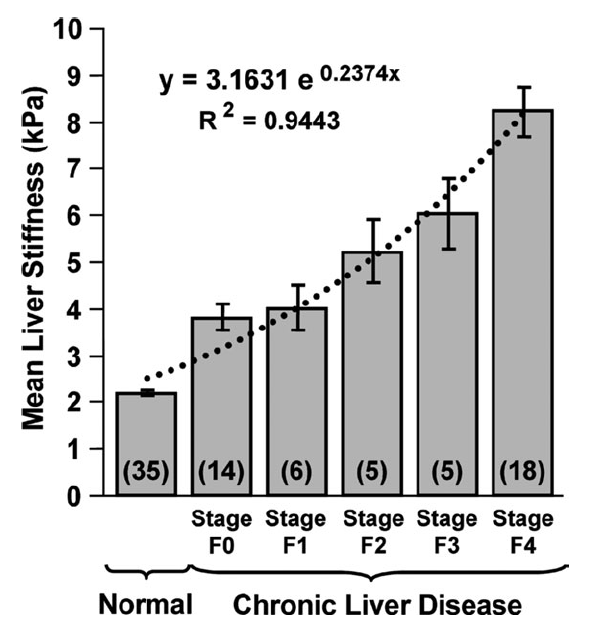 10
9
8
7
6
5
4
3
2
1
0
Mean Liver Stiffness (kPa)
y = 3.1631 e^0.2374x
R^2 = 0.9443
(35) (14) (6) (5) (5) (18)
Stage Stage Stage Stage Stage
F0 F1 F2 F3 F4
Normal Chronic Liver Disease